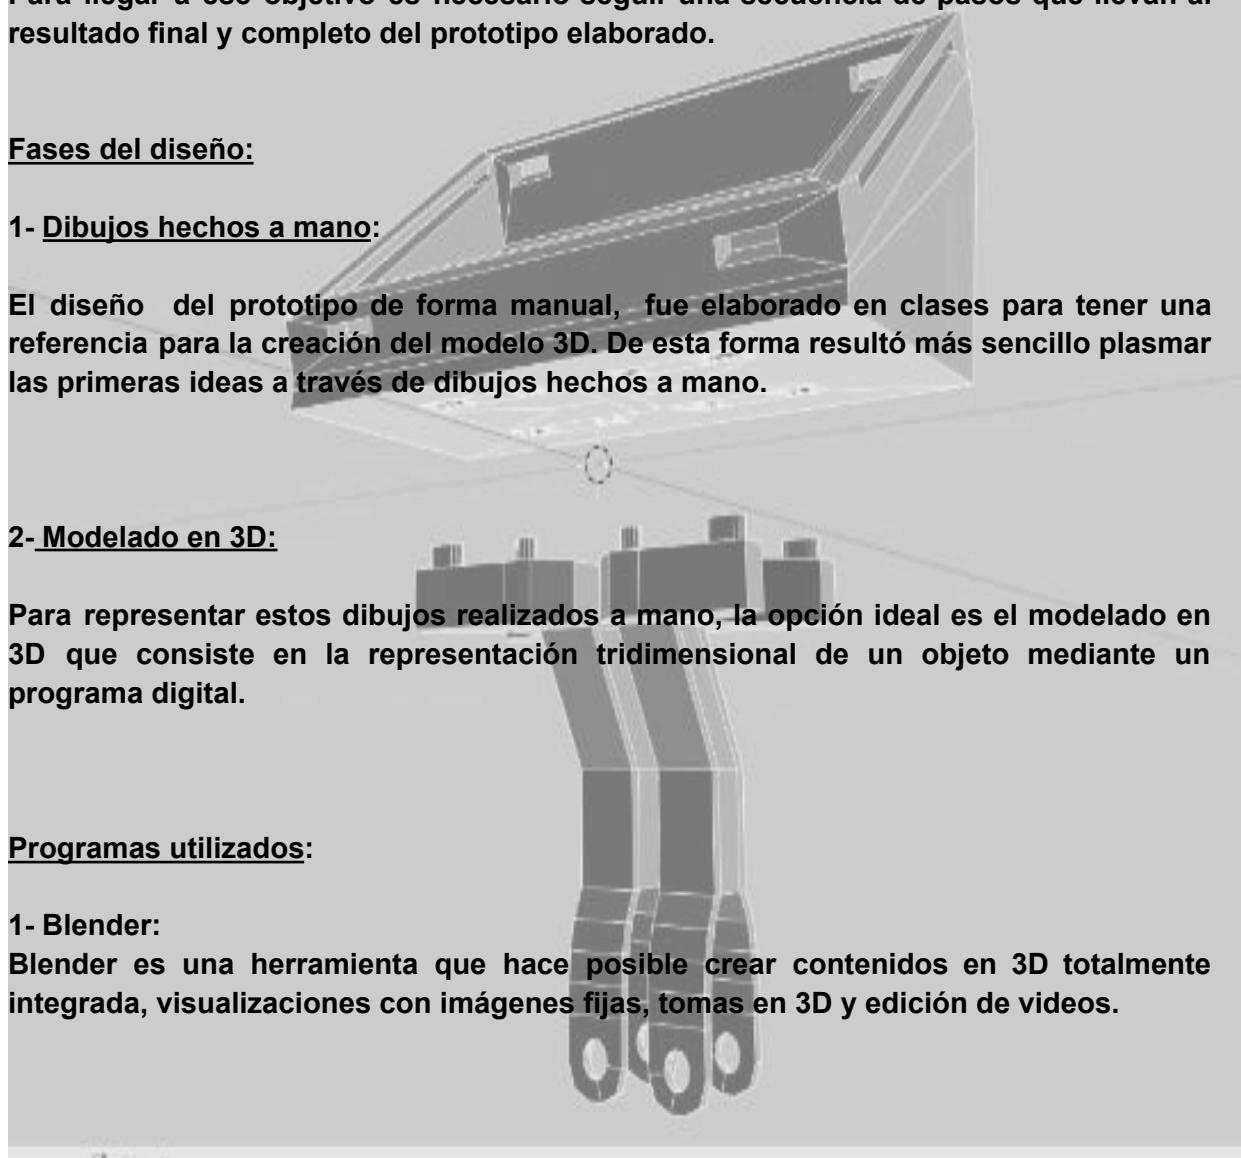 Para llegar a ese objetivo es necesario seguir una secuencia de pasos que llevan al
resultado final y completo del prototipo elaborado.
Fases del diseño:
1- Dibujos hechos a mano:
El diseño  del prototipo de forma manual,  fue elaborado en clases para tener una
referencia para la creación del modelo 3D. De esta forma resultó más sencillo plasmar
las primeras ideas a través de dibujos hechos a mano.
2- Modelado en 3D:
Para representar estos dibujos realizados a mano, la opción ideal es el modelado en
3D que consiste en la representación tridimensional de un objeto mediante un
programa digital.
Programas utilizados:
1- Blender:
Blender es una herramienta que hace posible crear contenidos en 3D totalmente
integrada, visualizaciones con imágenes fijas, tomas en 3D y edición de videos.